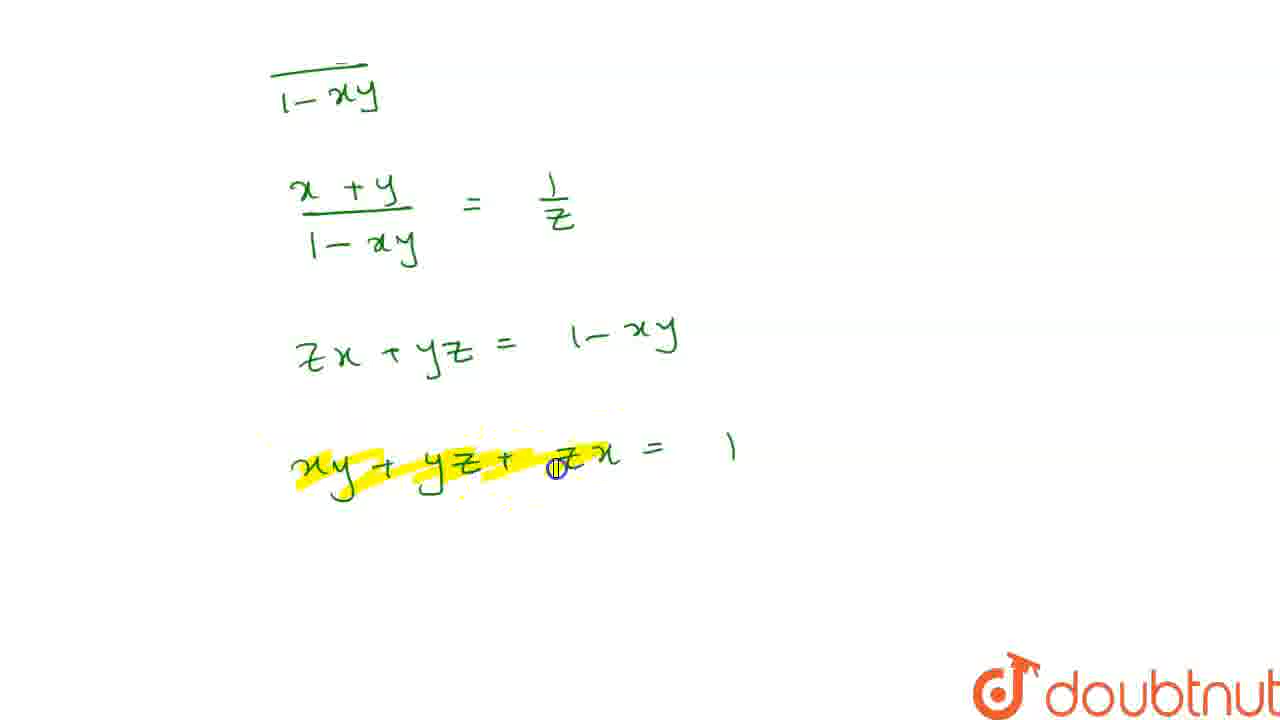 1 - xy
x + y / 1 - xy = 1 / z
zx + yz = 1 - xy
xy + yz + zx = 1
doubtnut